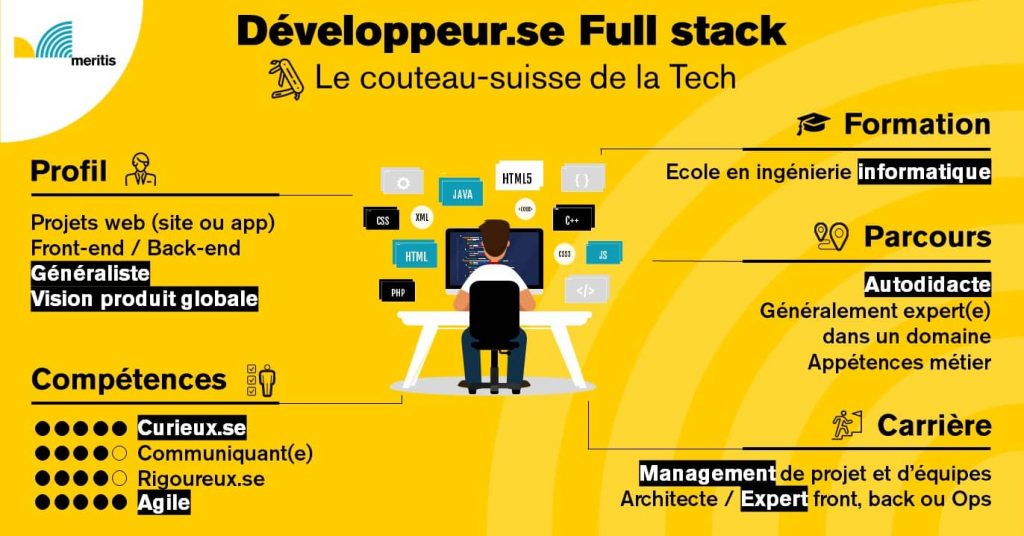 meritis
Développeur.se Full stack
Le couteau-suisse de la Tech
Profil
Projets web (site ou app)
Front-end / Back-end
Généraliste
Vision produit globale
Compétences
Curieux.se
Communiquant(e)
Rigoureux.se
Agile
JAVA
HTML5
{ }
CSS
XML
<CODE>
C++
HTML
CSS3
JS
PHP
</>
Formation
Ecole en ingénierie informatique
Parcours
Autodidacte
Généralement expert(e)
dans un domaine
Appétences métier
Carrière
Management de projet et d’équipes
Architecte / Expert front, back ou Ops